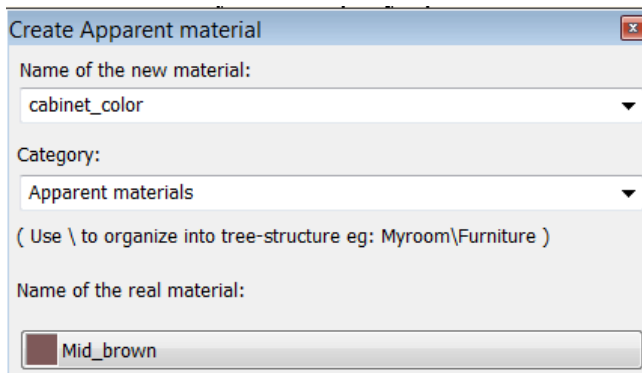 Create Apparent material
Name of the new material:
cabinet_color
Category:
Apparent materials
( Use \ to organize into tree-structure eg: Myroom\Furniture )
Name of the real material:
Mid_brown